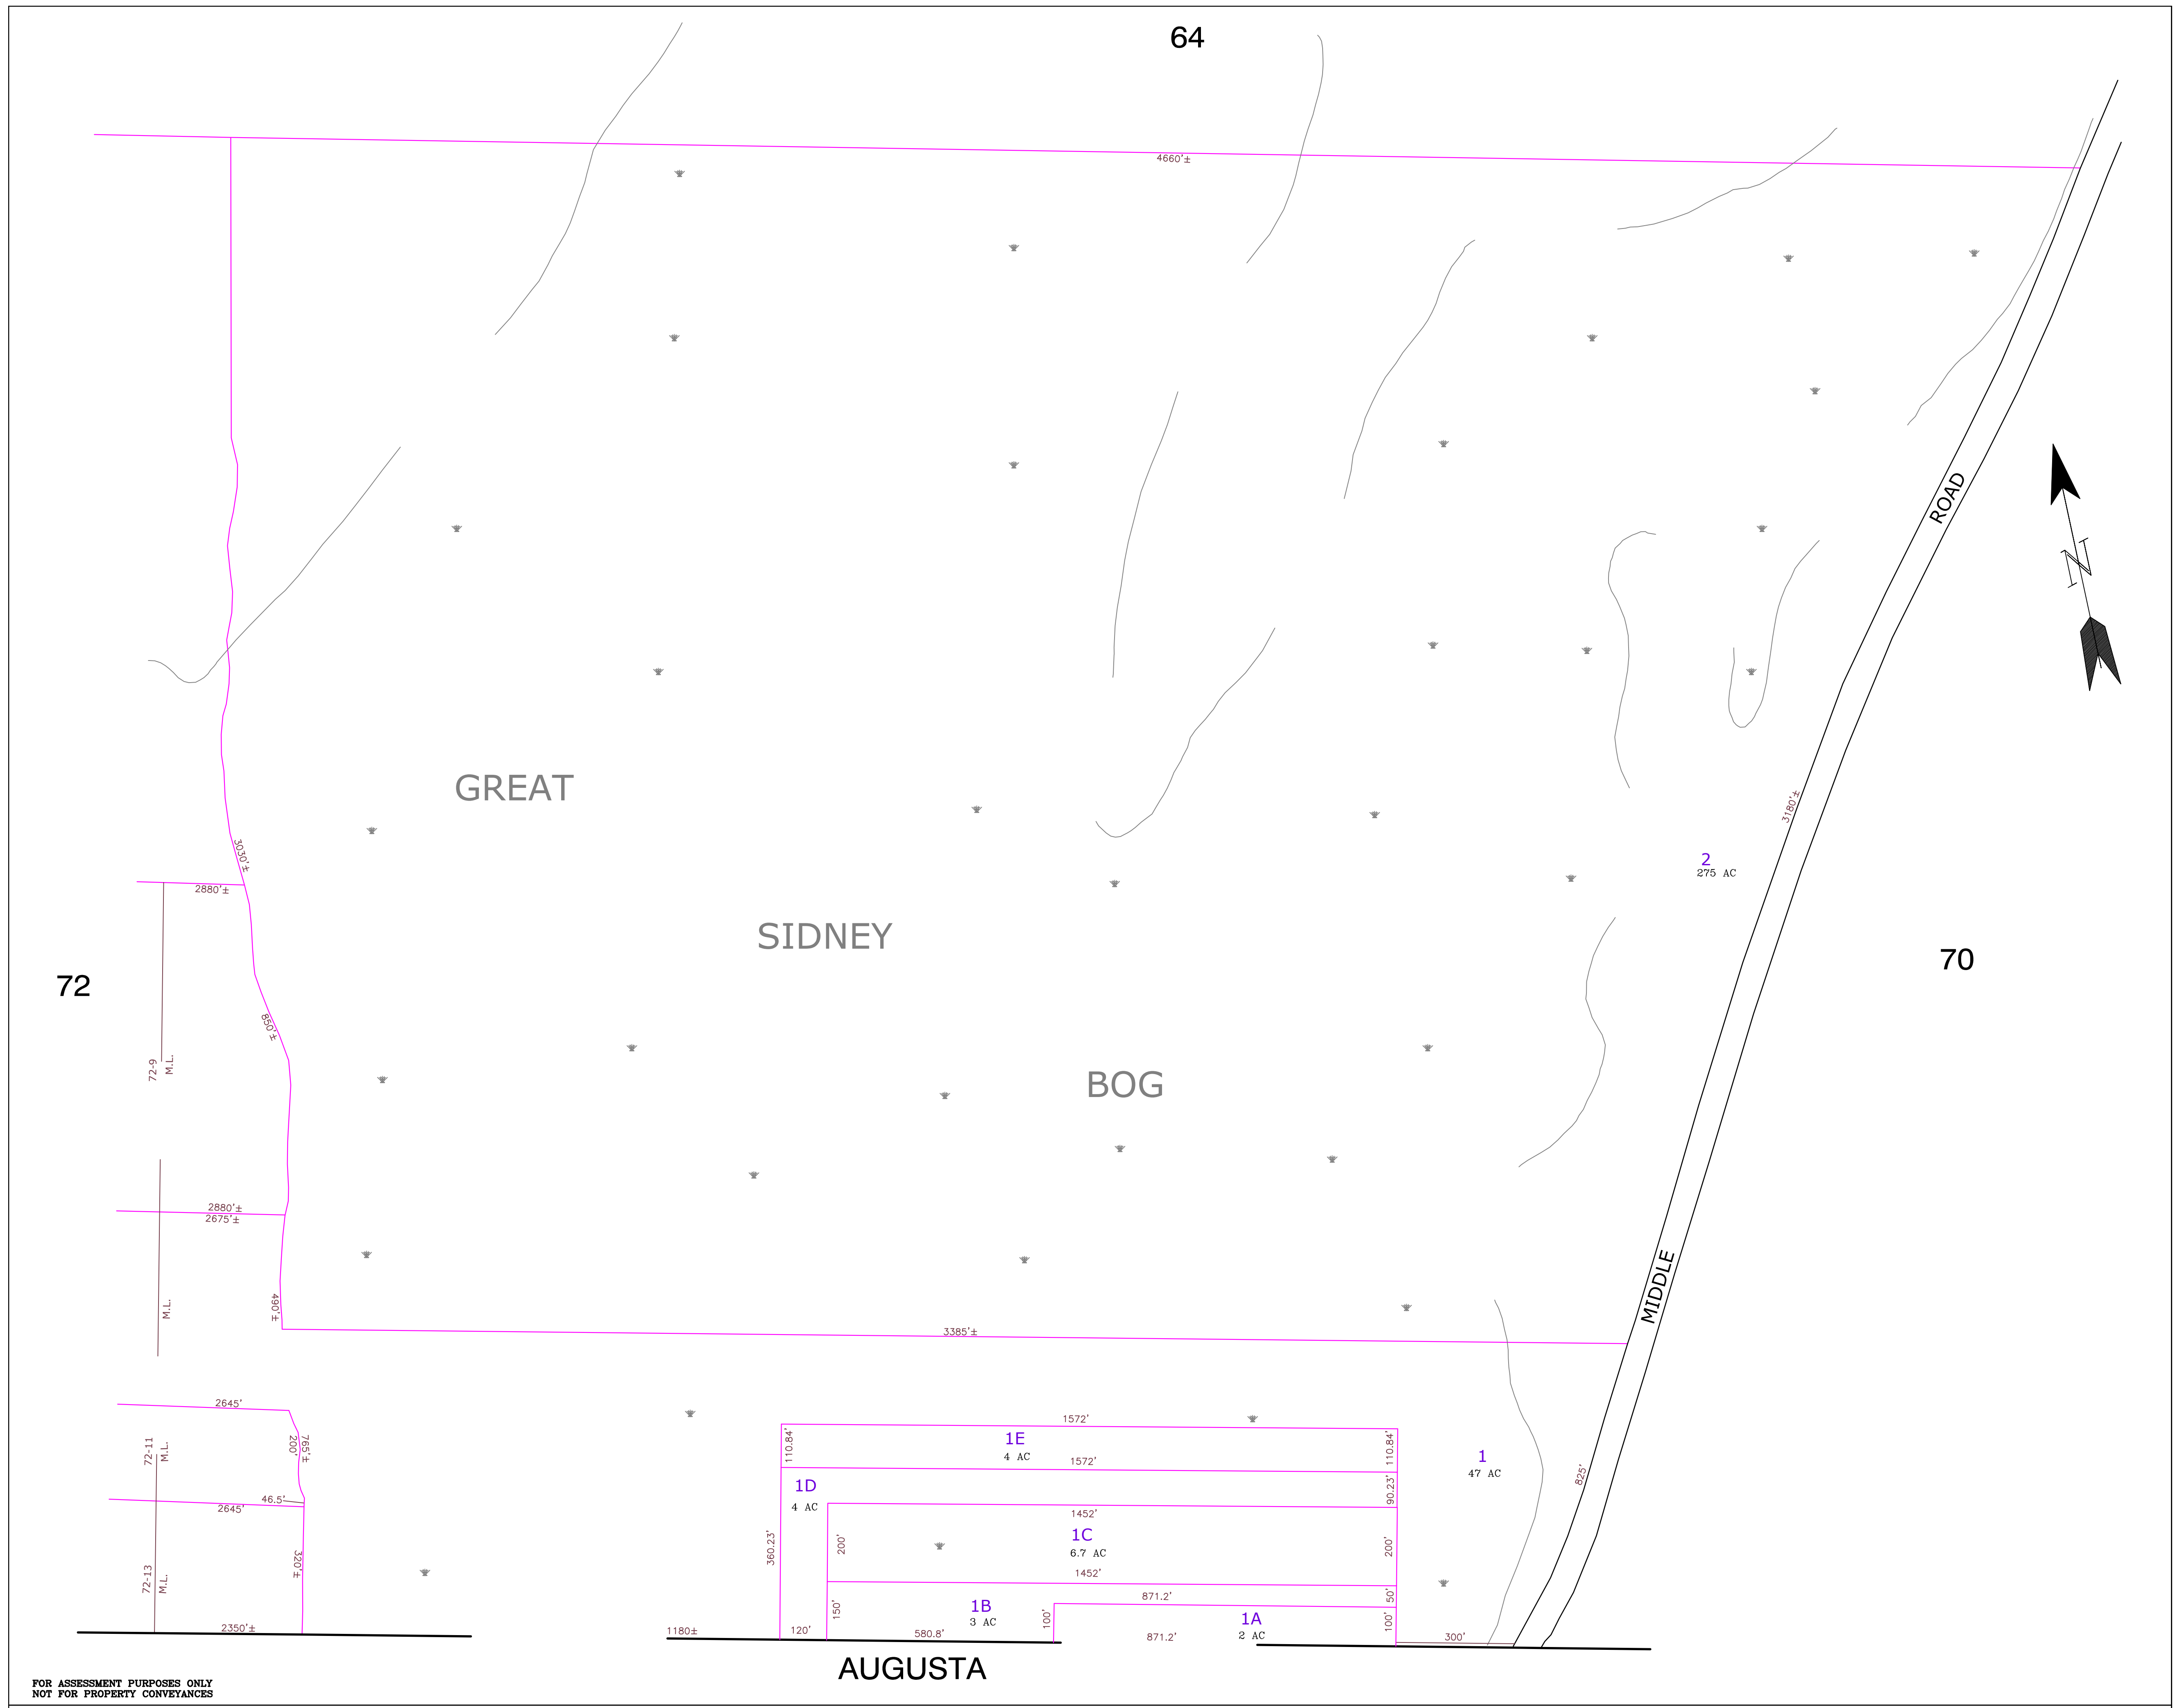 64
4660'±
N
ROAD
GREAT
3180'±
3030'±
2
275 AC
2880'±
SIDNEY
70
72
850'±
72-9
M.L.
BOG
2880'±
2675'±
MIDDLE
M.L.
490'±
3385'±
2645'
1572'
765'±
200'
72-11
M.L.
110.84'
1E
4 AC
110.84'
1
47 AC
1572'
825'
1D
4 AC
90.23'
46.5'
2645'
1452'
360.23'
200'
1C
6.7 AC
200'
320'±
72-13
M.L.
1452'
871.2'
50'
150'
1B
3 AC
100'
1A
2 AC
100'
2350'±
1180±
120'
580.8'
871.2'
300'
AUGUSTA
FOR ASSESSMENT PURPOSES ONLY
NOT FOR PROPERTY CONVEYANCES